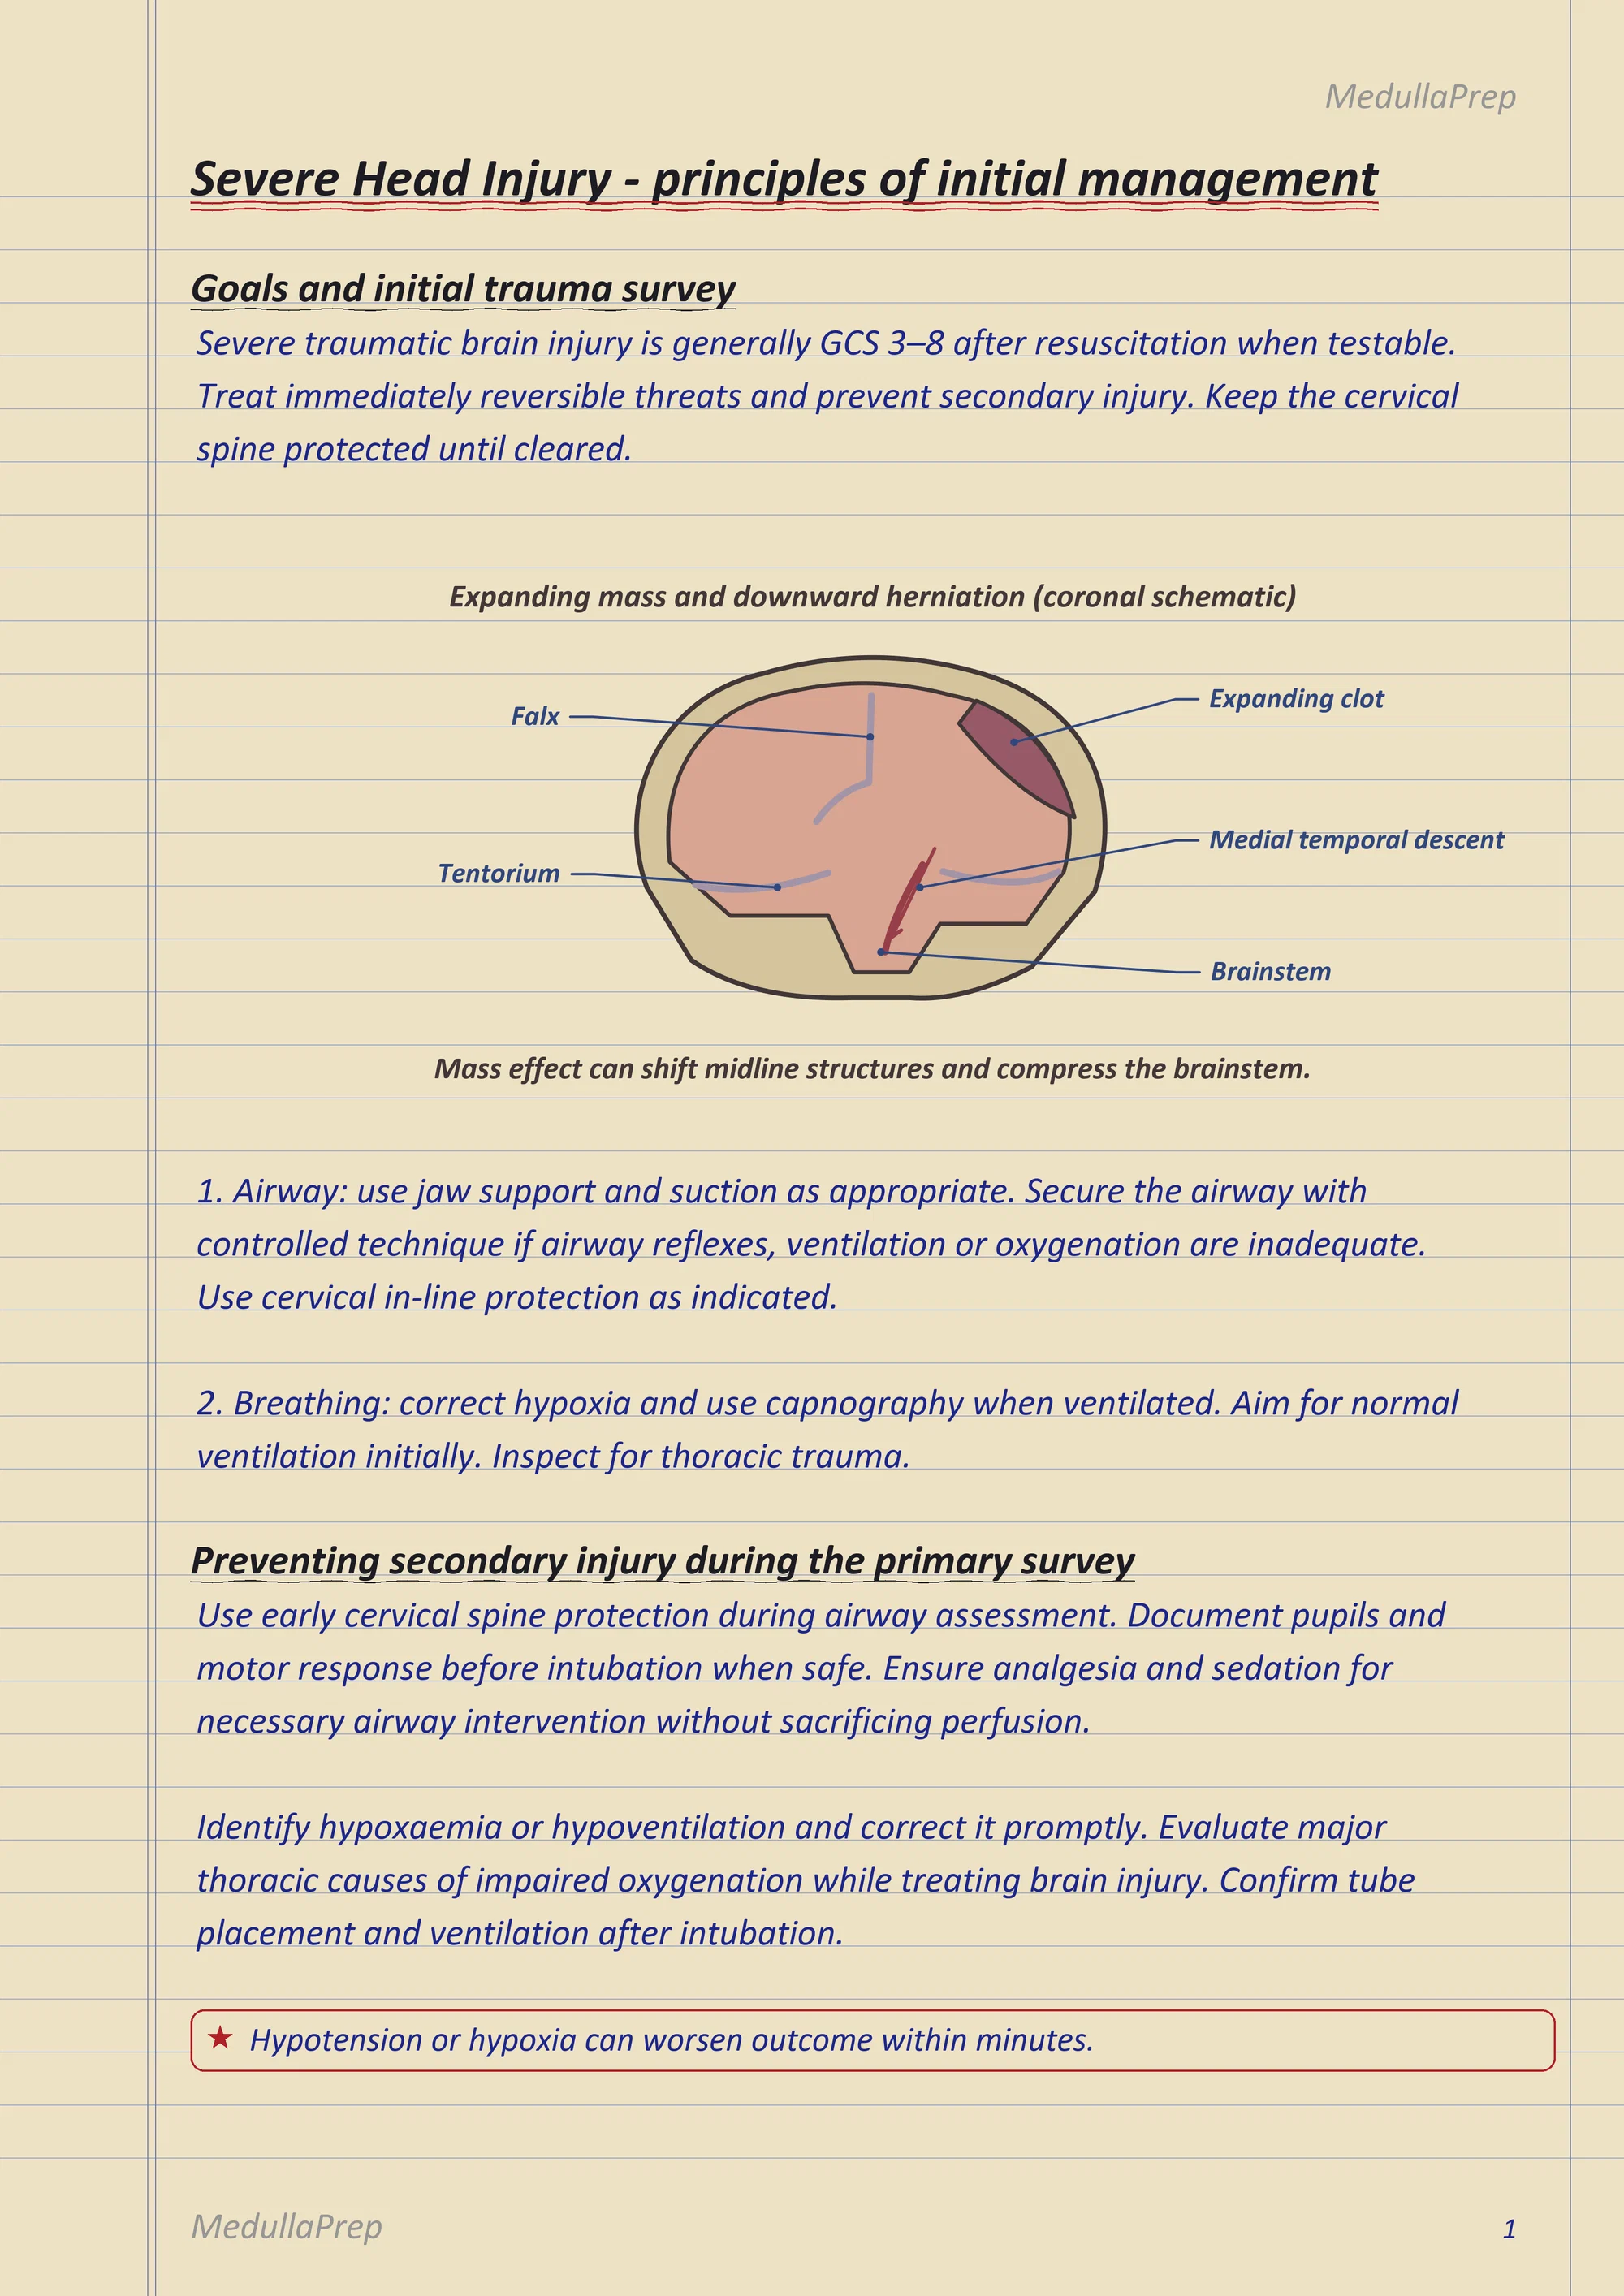 MedullaPrep
Severe Head Injury - principles of initial management
Goals and initial trauma survey
Severe traumatic brain injury is generally GCS 3–8 after resuscitation when testable.
Treat immediately reversible threats and prevent secondary injury. Keep the cervical
spine protected until cleared.
Expanding mass and downward herniation (coronal schematic)
Falx
Expanding clot
Medial temporal descent
Tentorium
Brainstem
Mass effect can shift midline structures and compress the brainstem.
1. Airway: use jaw support and suction as appropriate. Secure the airway with
controlled technique if airway reflexes, ventilation or oxygenation are inadequate.
Use cervical in-line protection as indicated.
2. Breathing: correct hypoxia and use capnography when ventilated. Aim for normal
ventilation initially. Inspect for thoracic trauma.
Preventing secondary injury during the primary survey
Use early cervical spine protection during airway assessment. Document pupils and
motor response before intubation when safe. Ensure analgesia and sedation for
necessary airway intervention without sacrificing perfusion.
Identify hypoxaemia or hypoventilation and correct it promptly. Evaluate major
thoracic causes of impaired oxygenation while treating brain injury. Confirm tube
placement and ventilation after intubation.
★ Hypotension or hypoxia can worsen outcome within minutes.
MedullaPrep
1